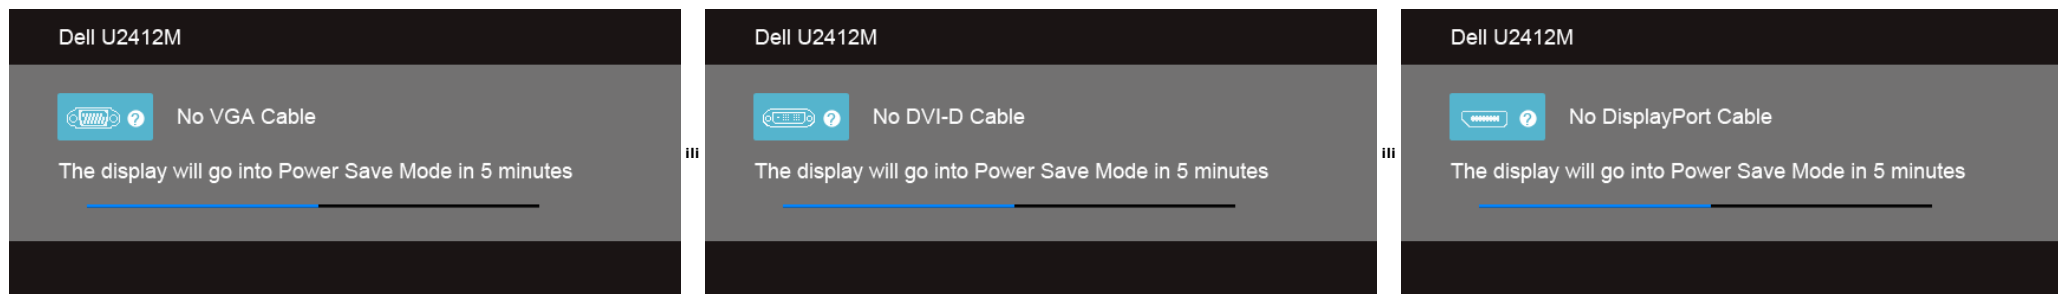 Dell U2412M
No VGA Cable
The display will go into Power Save Mode in 5 minutes
ili
Dell U2412M
No DVI-D Cable
The display will go into Power Save Mode in 5 minutes
ili
Dell U2412M
No DisplayPort Cable
The display will go into Power Save Mode in 5 minutes